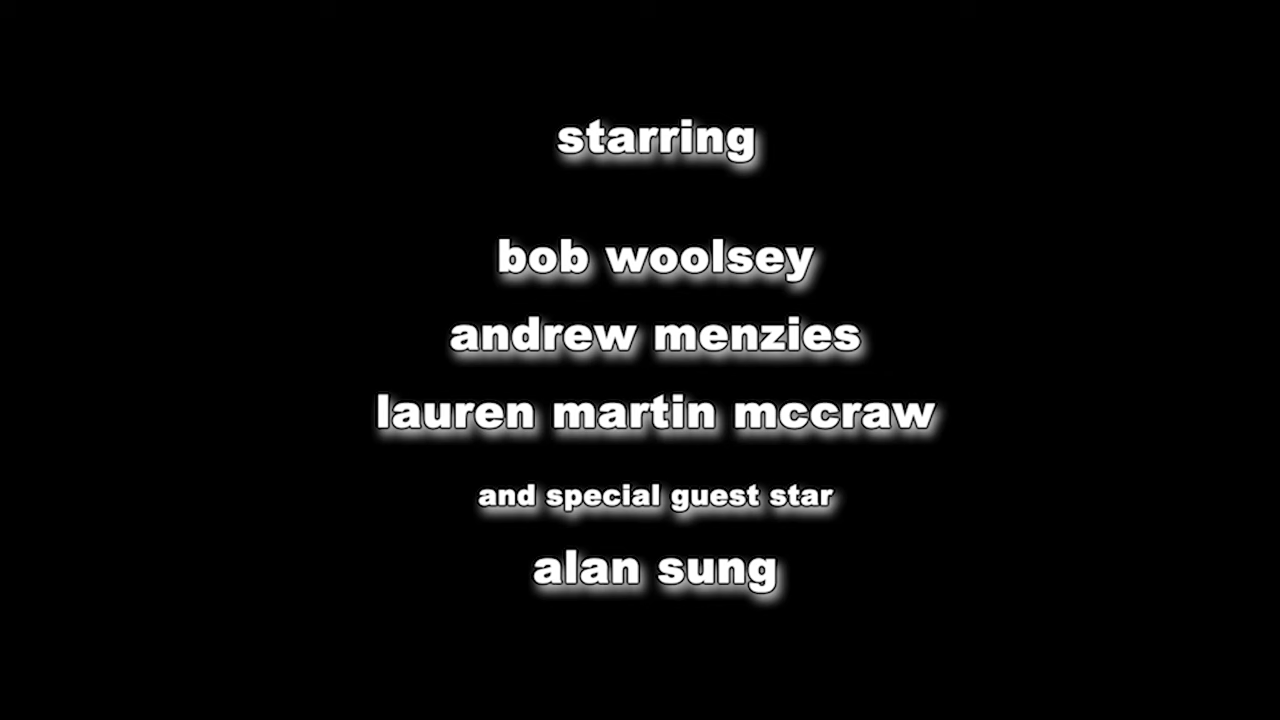 starring
bob woolsey
andrew menzies
lauren martin mccraw
and special guest star
alan sung